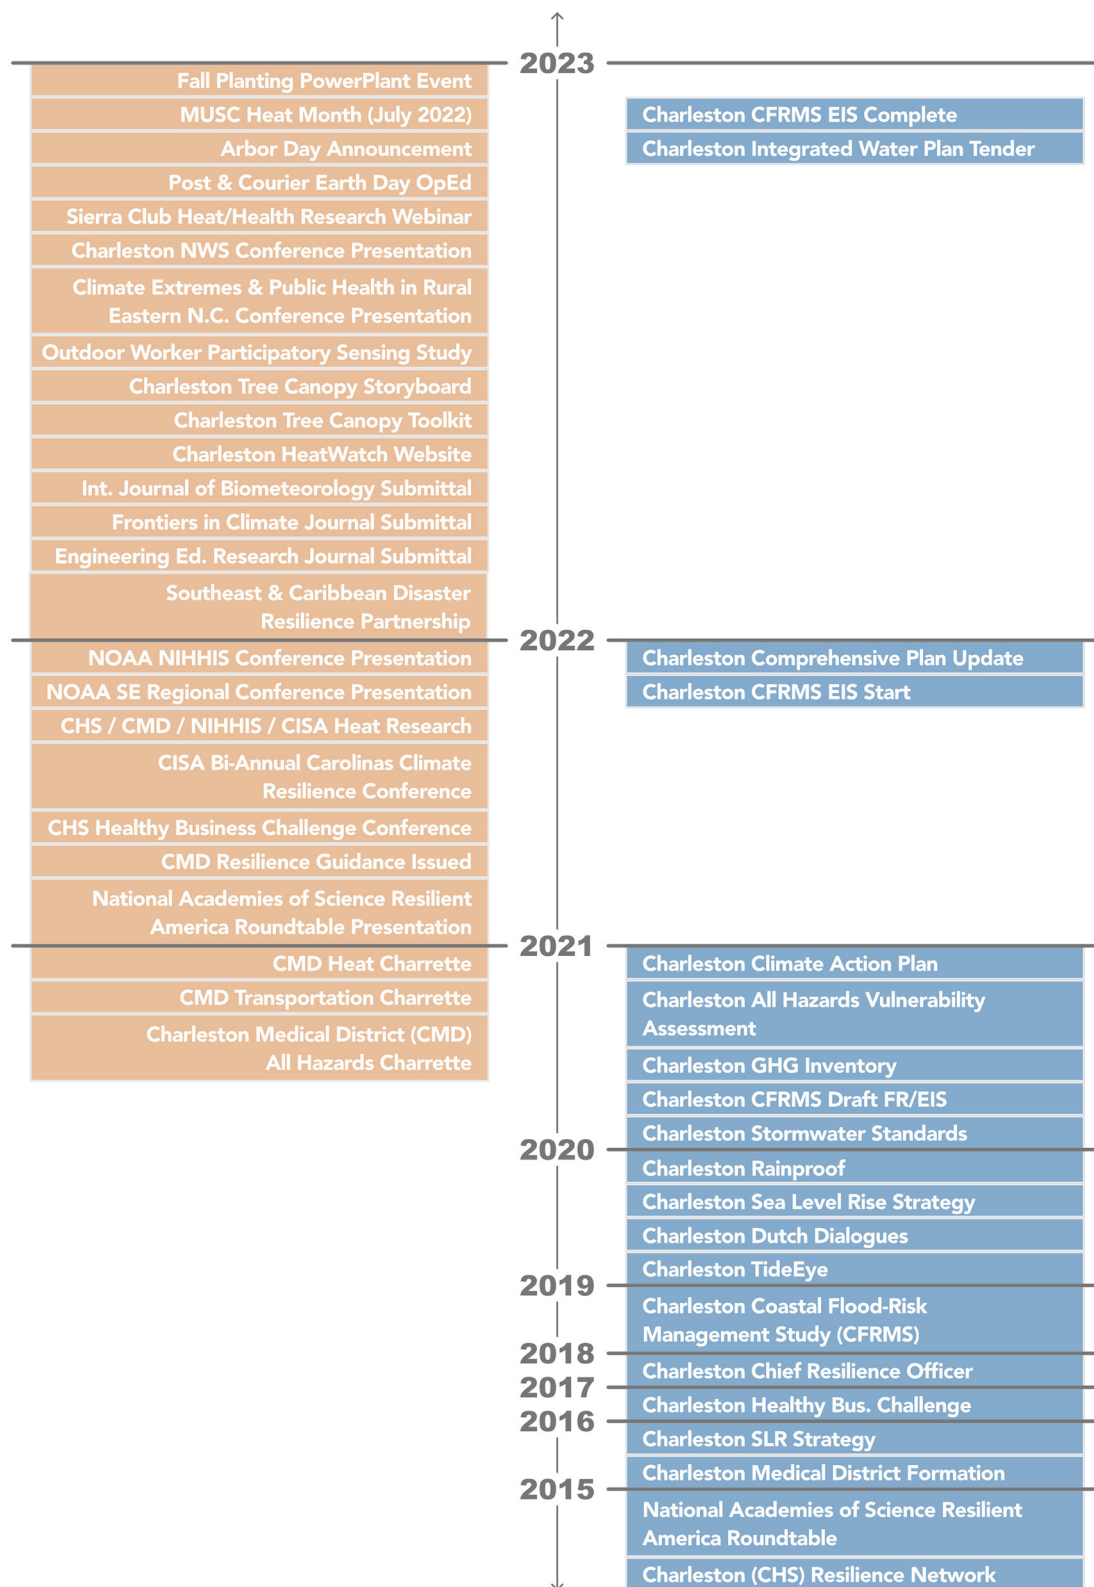 2023
Fall Planting PowerPlant Event
MUSC Heat Month (July 2022)
Charleston CFRMS EIS Complete
Arbor Day Announcement
Charleston Integrated Water Plan Tender
Post & Courier Earth Day OpEd
Sierra Club Heat/Health Research Webinar
Charleston NWS Conference Presentation
Climate Extremes & Public Health in Rural
Eastern N.C. Conference Presentation
Outdoor Worker Participatory Sensing Study
Charleston Tree Canopy Storyboard
Charleston Tree Canopy Toolkit
Charleston HeatWatch Website
Int. Journal of Biometeorology Submittal
Frontiers in Climate Journal Submittal
Engineering Ed. Research Journal Submittal
Southeast & Caribbean Disaster
Resilience Partnership
2022
NOAA NIHHIS Conference Presentation
Charleston Comprehensive Plan Update
NOAA SE Regional Conference Presentation
Charleston CFRMS EIS Start
CHS / CMD / NIHHIS / CISA Heat Research
CISA Bi-Annual Carolinas Climate
Resilience Conference
CHS Healthy Business Challenge Conference
CMD Resilience Guidance Issued
National Academies of Science Resilient
America Roundtable Presentation
2021
CMD Heat Charrette
Charleston Climate Action Plan
CMD Transportation Charrette
Charleston All Hazards Vulnerability
Assessment
Charleston Medical District (CMD)
All Hazards Charrette
Charleston GHG Inventory
Charleston CFRMS Draft FR/EIS
Charleston Stormwater Standards
2020
Charleston Rainproof
Charleston Sea Level Rise Strategy
Charleston Dutch Dialogues
Charleston TideEye
2019
Charleston Coastal Flood-Risk
Management Study (CFRMS)
2018
Charleston Chief Resilience Officer
2017
Charleston Healthy Bus. Challenge
2016
Charleston SLR Strategy
Charleston Medical District Formation
2015
National Academies of Science Resilient
America Roundtable
Charleston (CHS) Resilience Network